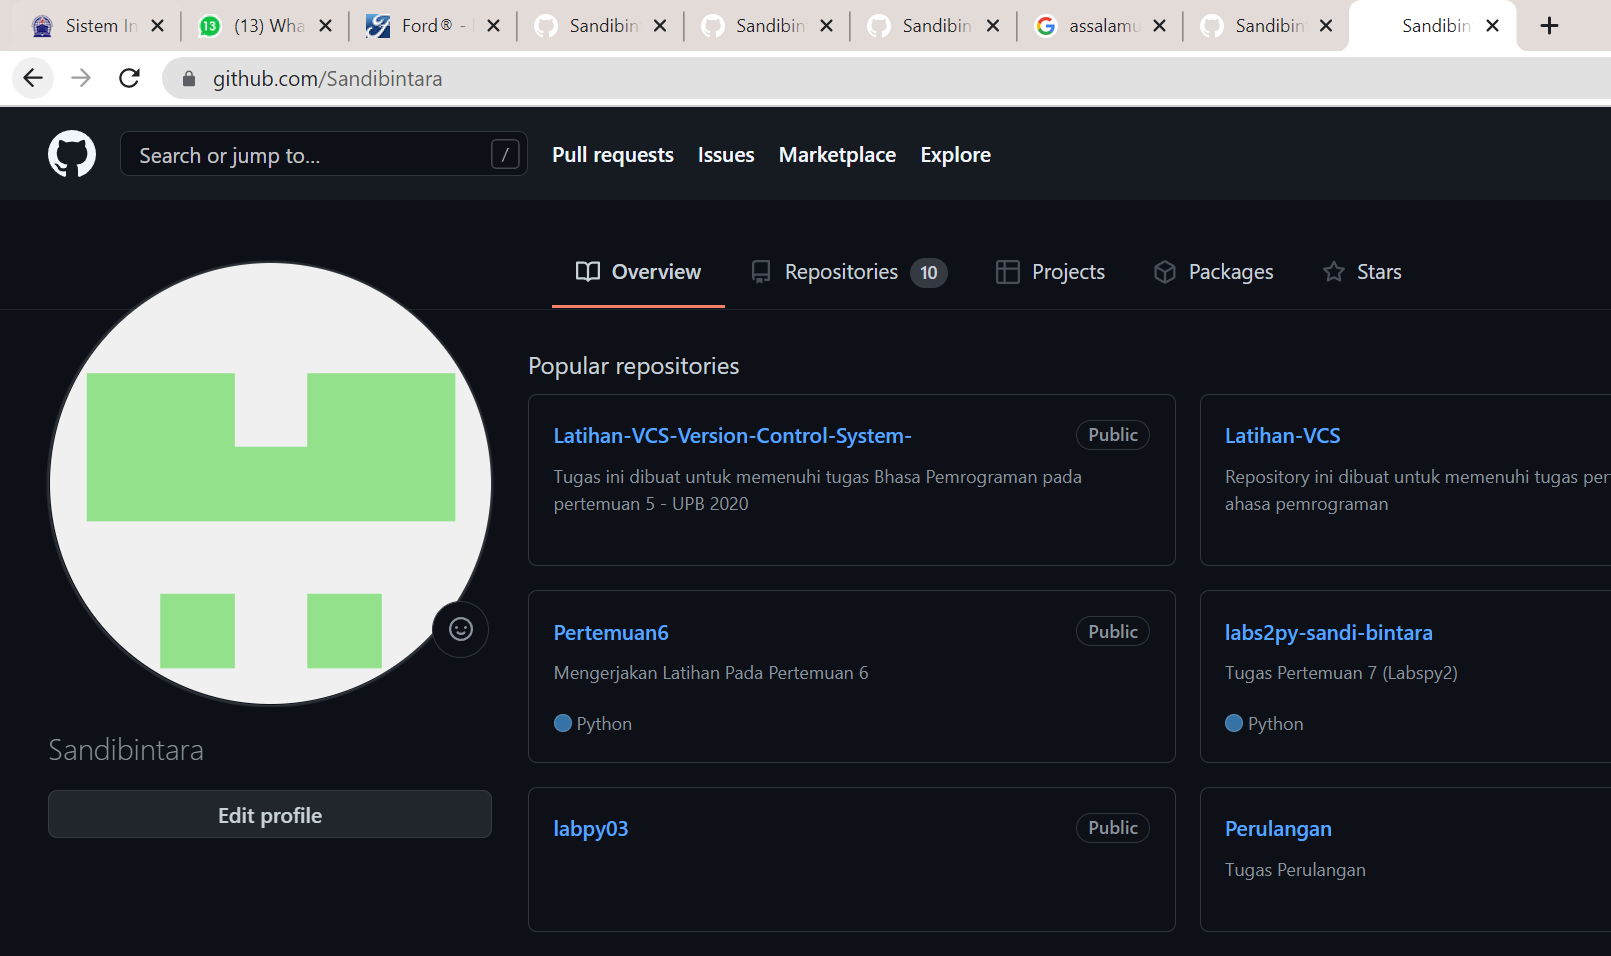 Sistem In
(13) Wha
Ford® -
Sandibin
Sandibin
Sandibin
assalamu
Sandibin
Sandibin
github.com/Sandibintara
Search or jump to...
/
Pull requests
Issues
Marketplace
Explore
Overview
Repositories 10
Projects
Packages
Stars
Popular repositories
Latihan-VCS-Version-Control-System-
Public
Tugas ini dibuat untuk memenuhi tugas Bhasa Pemrograman pada
pertemuan 5 - UPB 2020
Latihan-VCS
Repository ini dibuat untuk memenuhi tugas per
ahasa pemrograman
Pertemuan6
Public
Mengerjakan Latihan Pada Pertemuan 6
Python
labs2py-sandi-bintara
Tugas Pertemuan 7 (Labspy2)
Python
Sandibintara
Edit profile
labpy03
Public
Perulangan
Tugas Perulangan